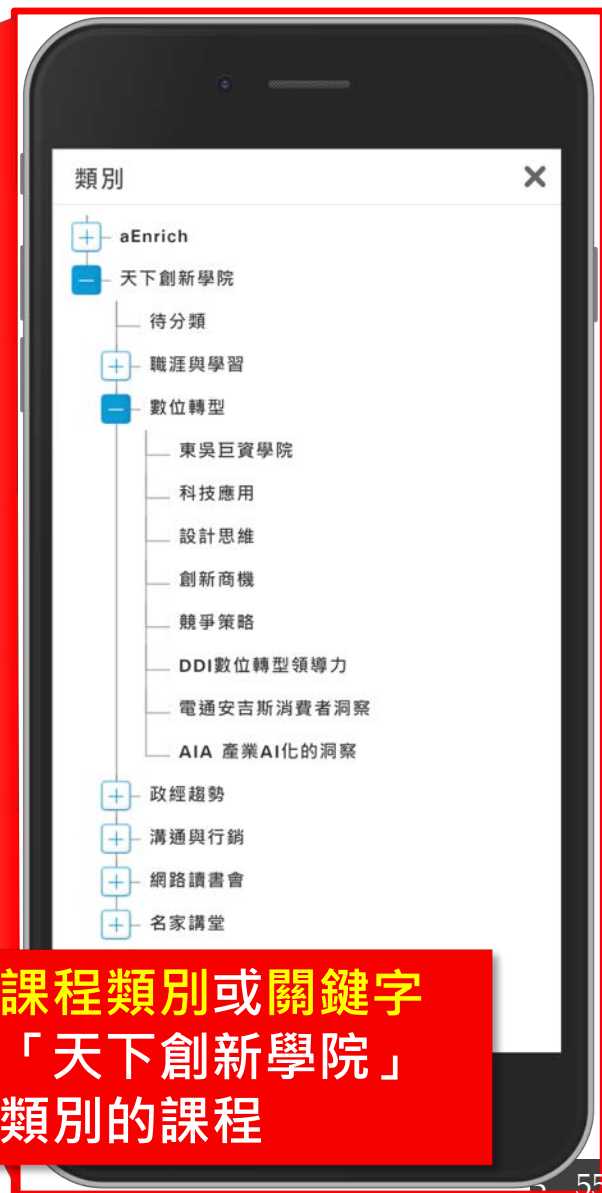 類別
aEnrich
天下創新學院
待分類
職涯與學習
數位轉型
東吳巨資學院
科技應用
設計思維
創新商機
競爭策略
DDI數位轉型領導力
電通安吉斯消費者洞察
AIA 產業AI化的洞察
政經趨勢
溝通與行銷
網路讀書會
名家講堂
課程類別或關鍵字
「天下創新學院」
類別的課程
55